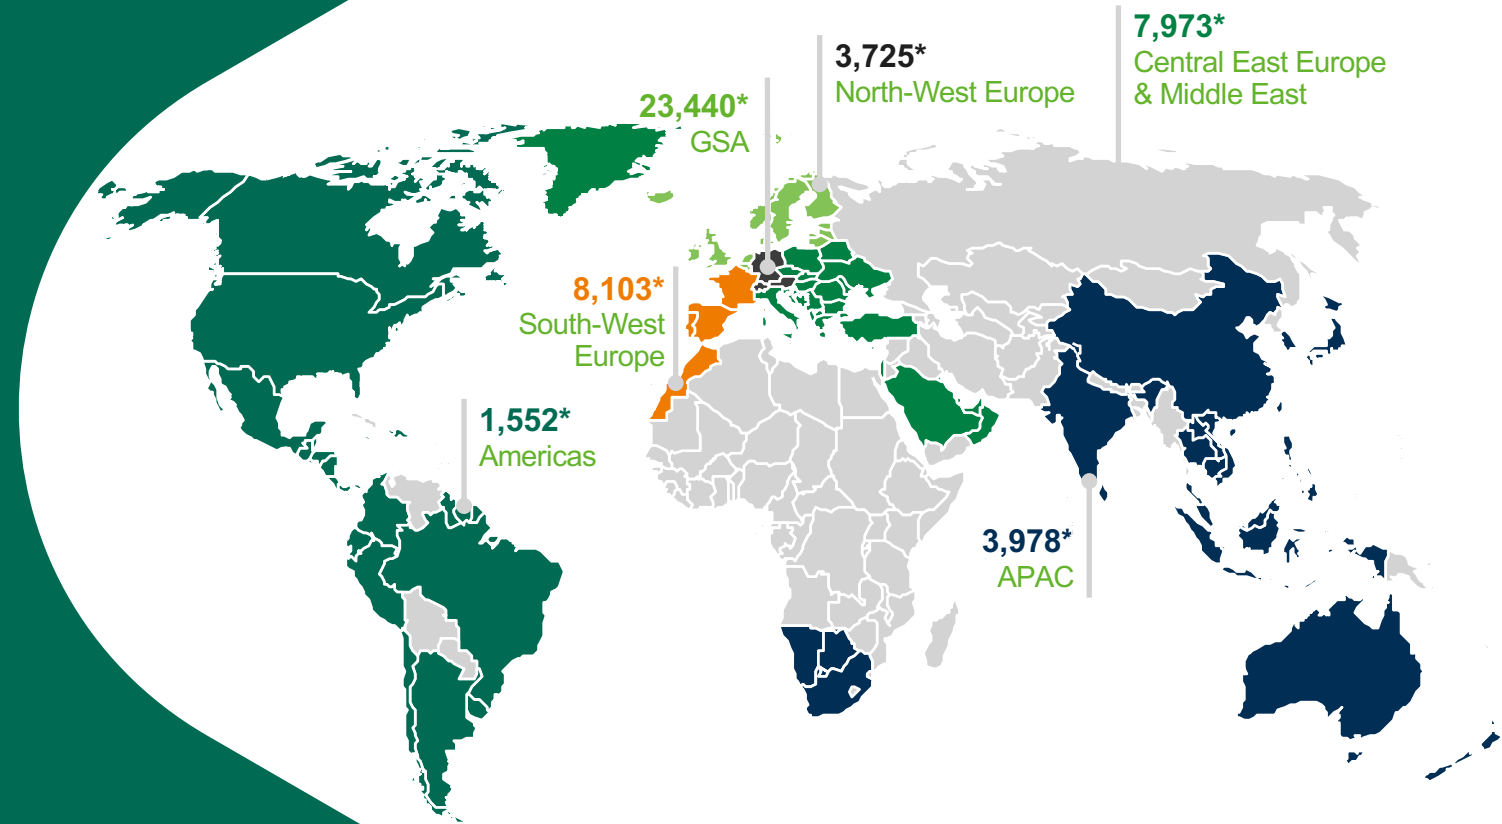 7,973*
Central East Europe
& Middle East
3,725*
North-West Europe
23,440*
GSA
8,103*
South-West
Europe
1,552*
Americas
3,978*
APAC